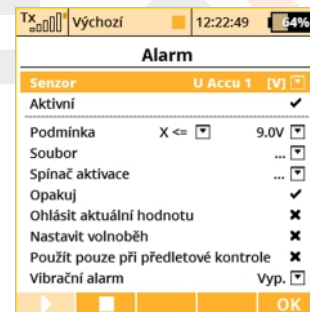 Tx Výchozí 12:22:49 64%
Alarm
Senzor U Accu 1 [V]
Aktivní ✔
Podmínka X <= 9.0V
Soubor ...
Spínač aktivace ...
Opakuj ✔
Ohlásit aktuální hodnotu ✖
Nastavit volnoběh ✖
Použít pouze při předletové kontrole ✖
Vibrační alarm Vyp.
OK